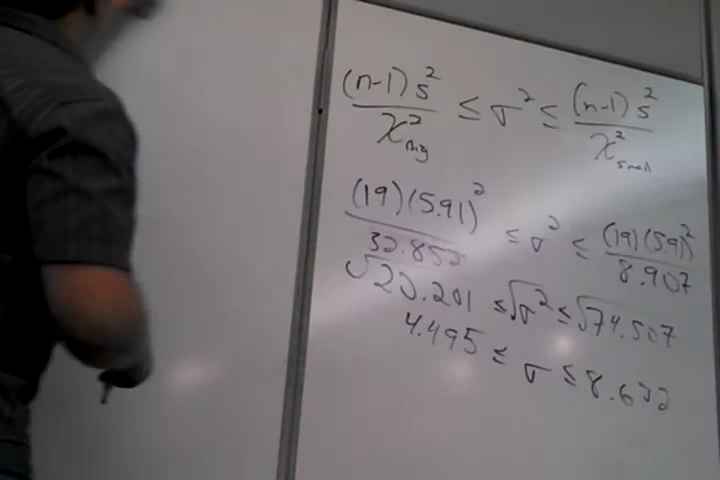 (n-1)s² / χ²Big ≤ σ² ≤ (n-1)s² / χ²small
(19)(5.91)² / 32.852 ≤ σ² ≤ (19)(5.91)² / 8.907
√20.201 ≤ √σ² ≤ √74.507
4.495 ≤ σ ≤ 8.632